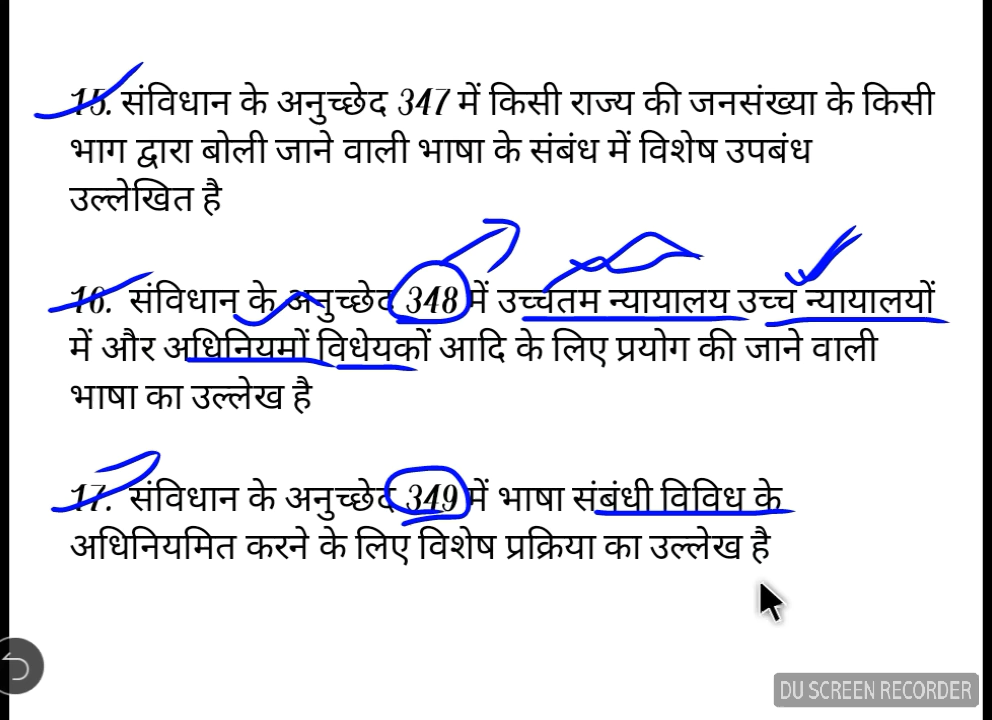 15. संविधान के अनुच्छेद 347 में किसी राज्य की जनसंख्या के किसी
भाग द्वारा बोली जाने वाली भाषा के संबंध में विशेष उपबंध
उल्लेखित है
16. संविधान के अनुच्छेद 348 में उच्चतम न्यायालय उच्च न्यायालयों
में और अधिनियमों विधेयकों आदि के लिए प्रयोग की जाने वाली
भाषा का उल्लेख है
17. संविधान के अनुच्छेद 349 में भाषा संबंधी विविध के
अधिनियमित करने के लिए विशेष प्रक्रिया का उल्लेख है
DU SCREEN RECORDER